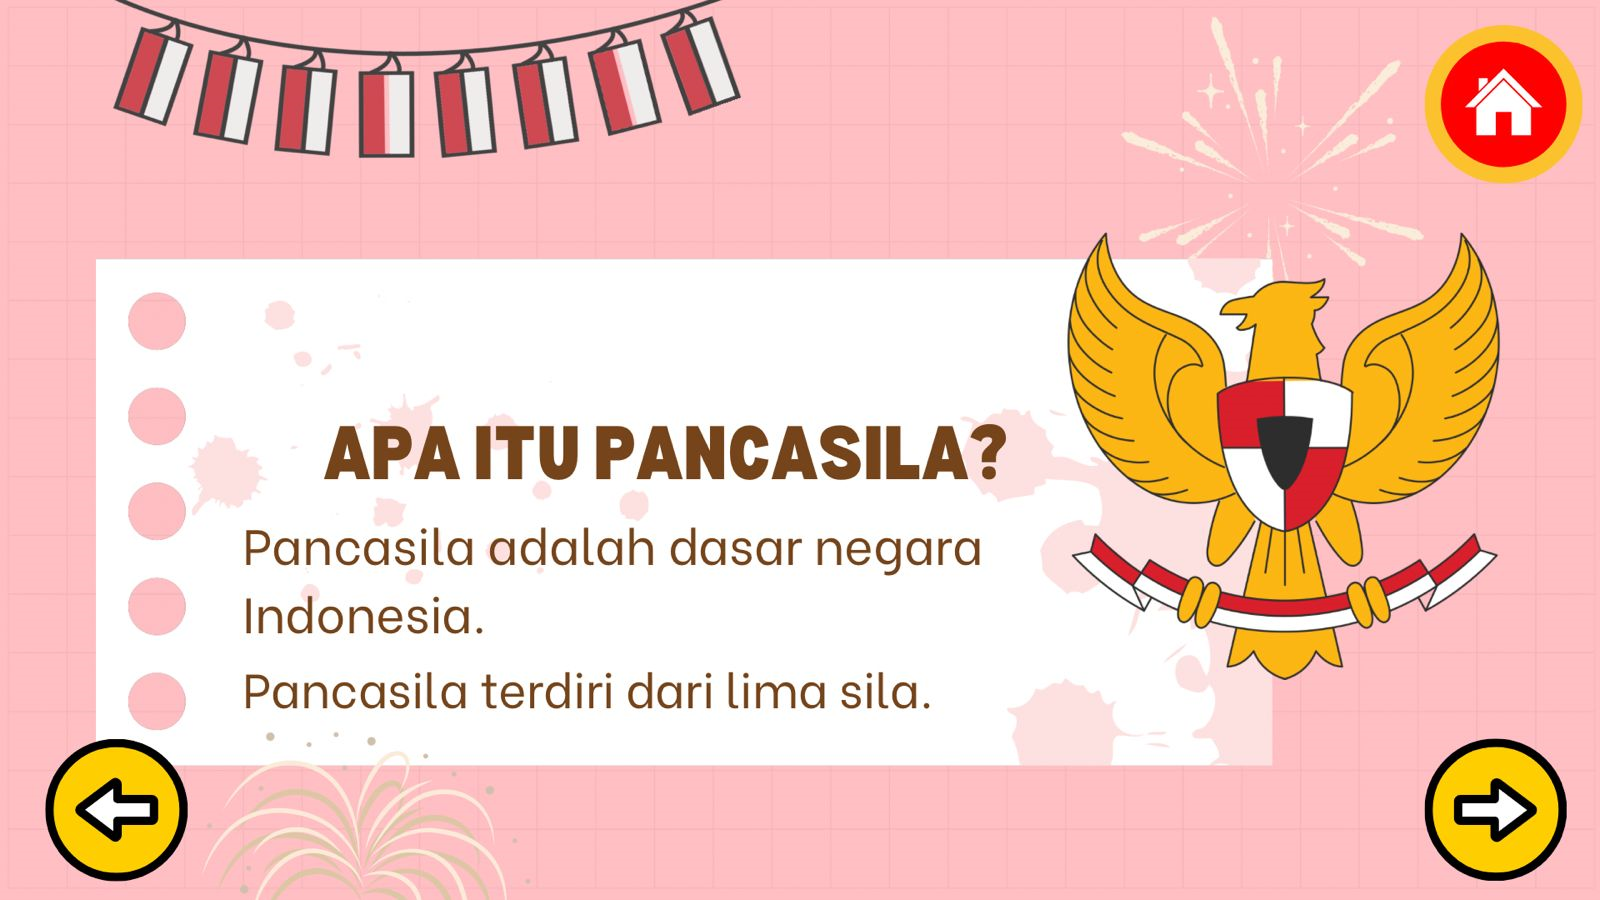 APA ITU PANCASILA?
Pancasila adalah dasar negara
Indonesia.
Pancasila terdiri dari lima sila.